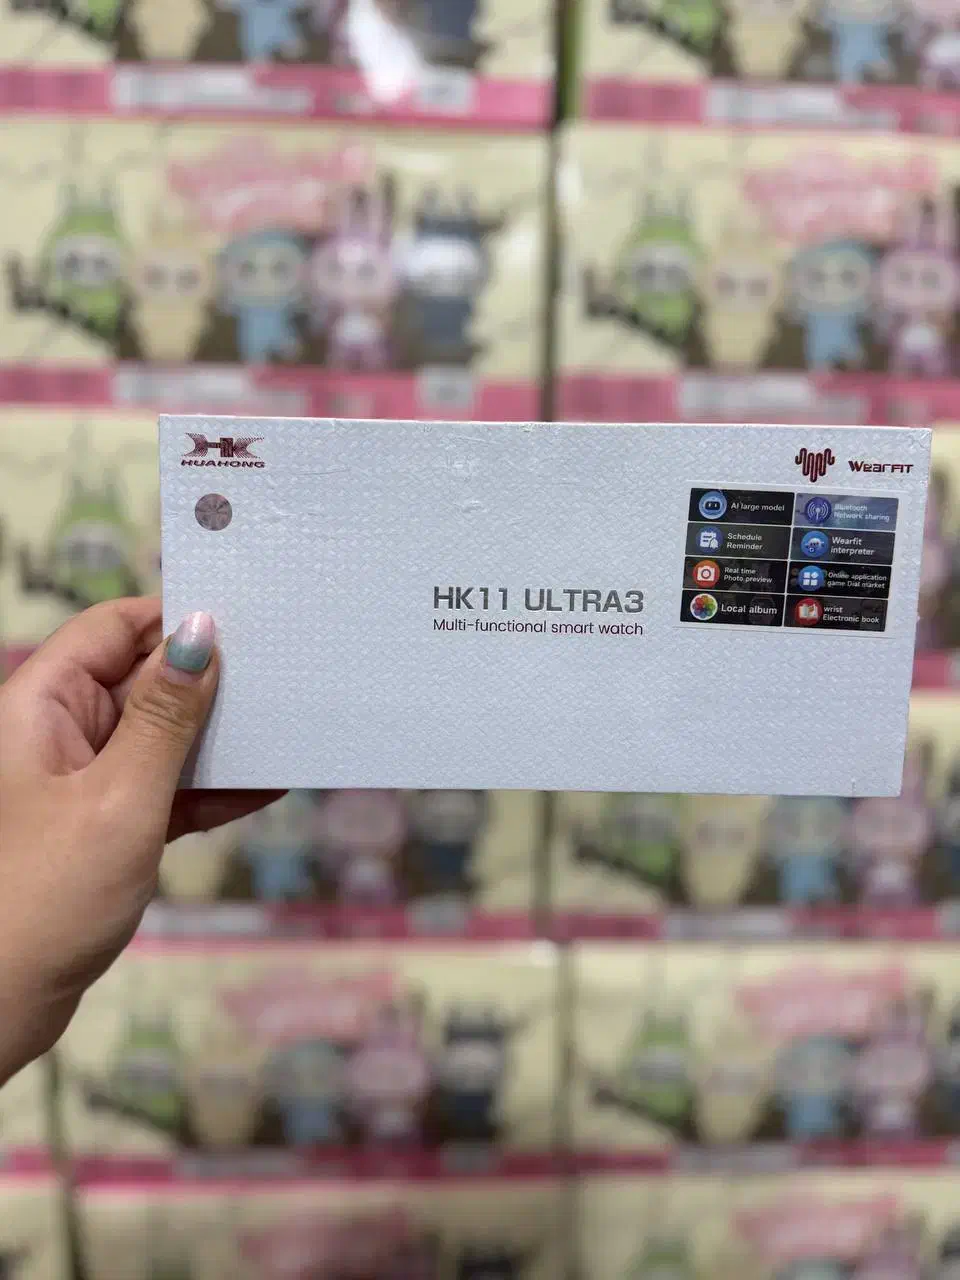 HK
HUAHONG
WearFit
AI large model
Bluetooth
Network sharing
Schedule
Reminder
Wearfit
interpreter
Real time
Photo preview
Online application
game Dial market
Local album
wrist
Electronic book
HK11 ULTRA3
Multi-functional smart watch